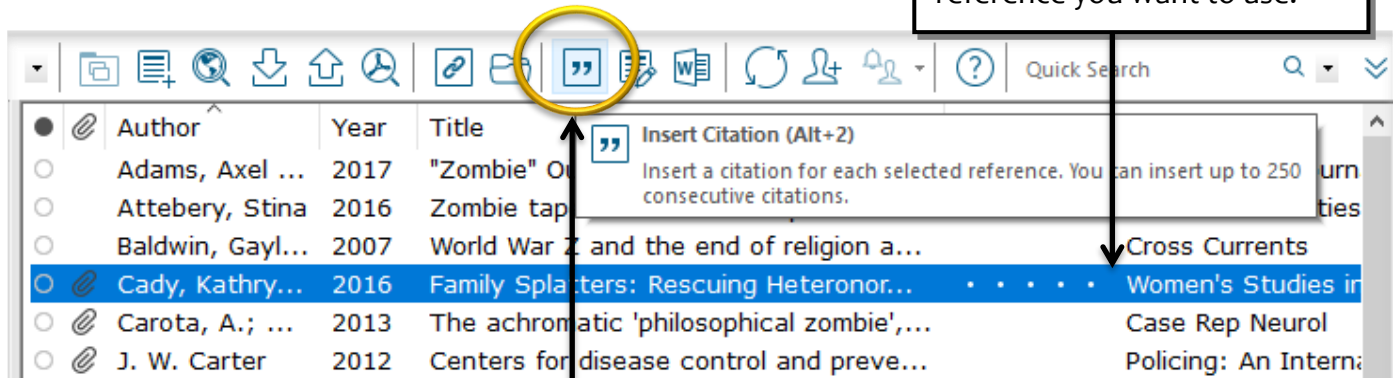 reference you want to use.
Quick Search
Author Year Title
Insert Citation (Alt+2)
Insert a citation for each selected reference. You can insert up to 250
consecutive citations.
Adams, Axel ... 2017 "Zombie"
Attebery, Stina 2016 Zombie
Baldwin, Gayl... 2007 World War Z and the end of religion a... Cross Currents
Cady, Kathry... 2016 Family Splatters: Rescuing Heteronor... Women's Studies in
Carota, A.; ... 2013 The achromatic 'philosophical zombie',... Case Rep Neurol
J. W. Carter 2012 Centers for disease control and preve... Policing: An Interna